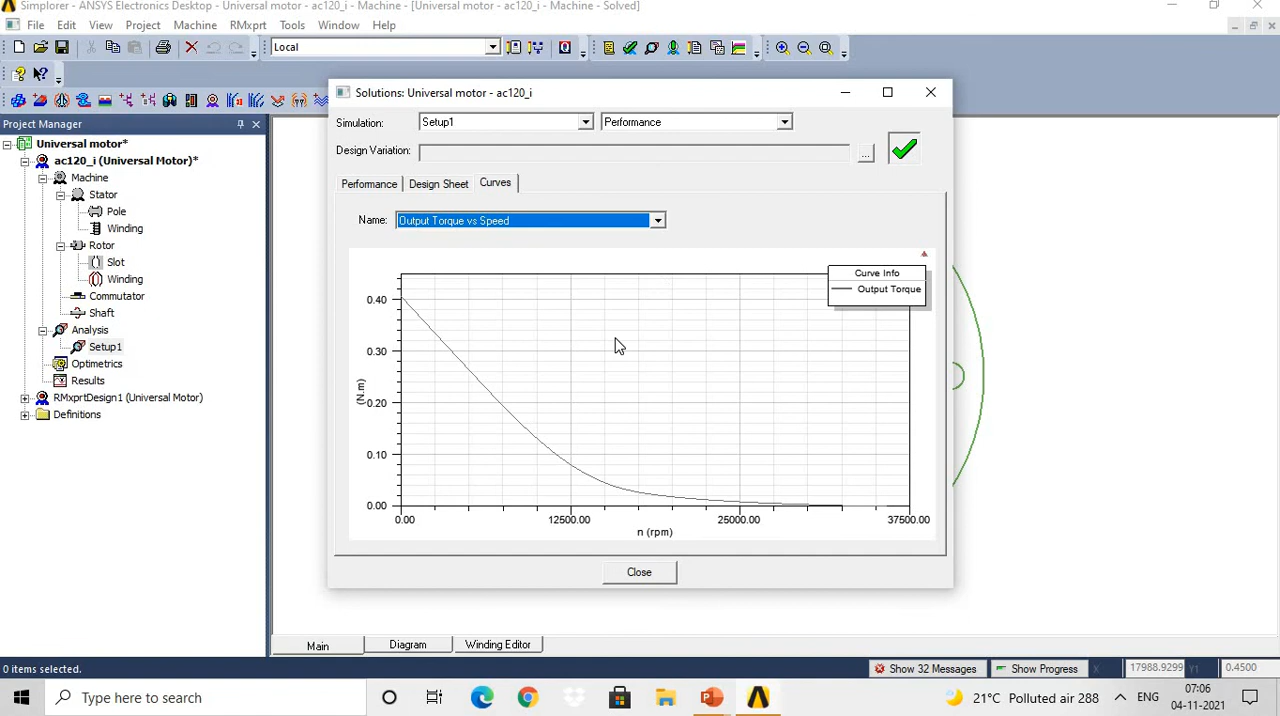 Simplorer - ANSYS Electronics Desktop - Universal motor - ac120_i - Machine - [Universal motor - ac120_i - Machine - Solved]
File Edit View Project Machine RMxprt Tools Window Help
Local
Project Manager
Universal motor*
ac120_i (Universal Motor)*
Machine
Stator
Pole
Winding
Rotor
Slot
Winding
Commutator
Shaft
Analysis
Setup1
Optimetrics
Results
RMxprtDesign1 (Universal Motor)
Definitions
Solutions: Universal motor - ac120_i
Simulation: Setup1 Performance
Design Variation: ...
Performance Design Sheet Curves
Name: Output Torque vs Speed
Curve Info
Output Torque
0.40
0.30
(N.m)
0.20
0.10
0.00
0.00 12500.00 25000.00 37500.00
n (rpm)
Close
Main Diagram Winding Editor
0 items selected.
Show 32 Messages Show Progress X 17988.9299 Y1 0.4500
Type here to search
21°C Polluted air 288
ENG
07:06
04-11-2021